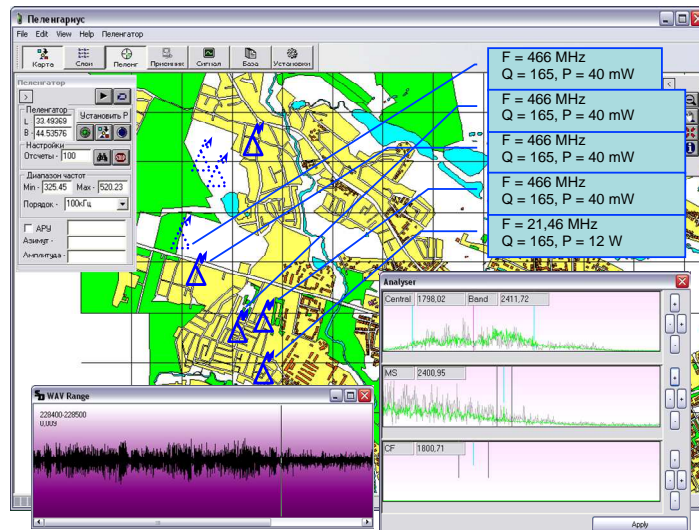 Пеленгариус
File Edit View Help Пеленгатор
Карта Слои Пеленг Приемник Сигнал База Установки
Пеленгатор
Пеленгатор
L 33.49369
B - 44.53576
Установить P
Настройки
Отсчеты - 100
Диапазон частот
Min - 325.45 Max - 520.23
Порядок - 100кГц
АРУ
Азимут -
Амплитуда -
F = 466 MHz
Q = 165, P = 40 mW
F = 466 MHz
Q = 165, P = 40 mW
F = 466 MHz
Q = 165, P = 40 mW
F = 466 MHz
Q = 165, P = 40 mW
F = 21,46 MHz
Q = 165, P = 12 W
Analyser
Central 1798,02 Band 2411,72
MS 2400,95
CF 1800,71
Apply
WAV Range
228400-228500
0,009